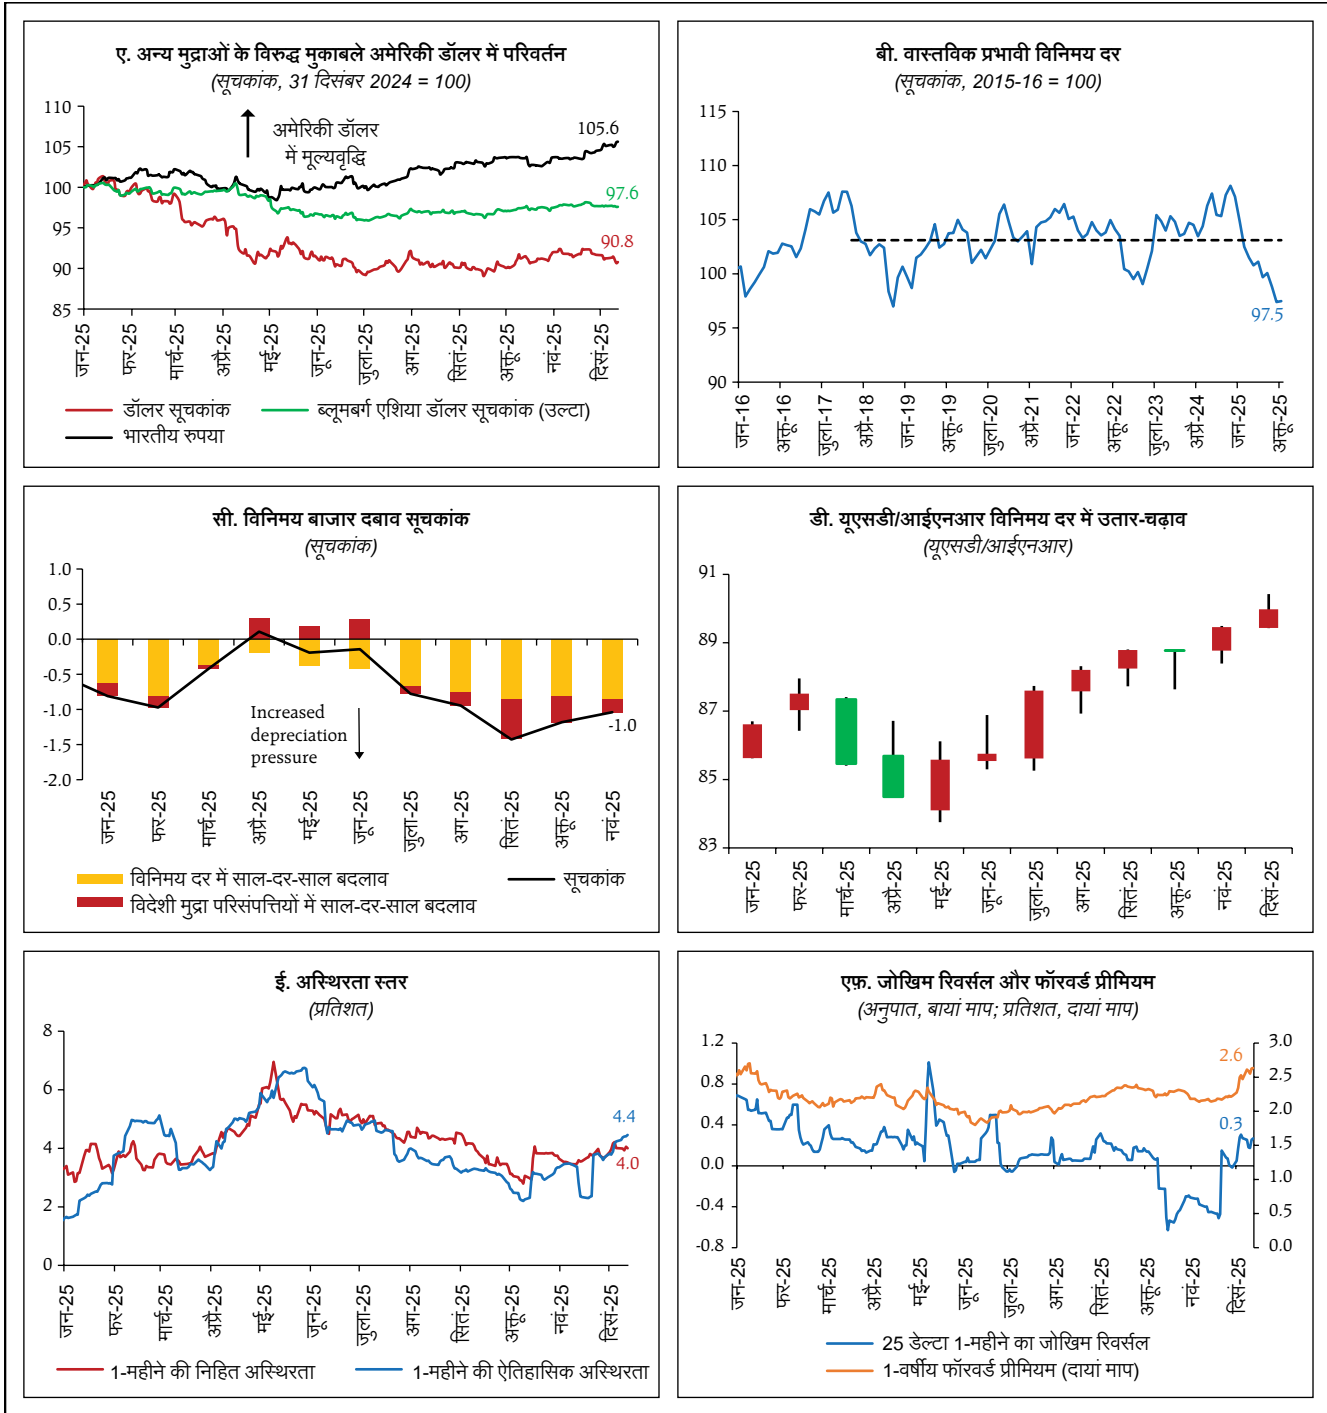 ए. अन्य मुद्राओं के विरुद्ध मुकाबले अमेरिकी डॉलर में परिवर्तन
(सूचकांक, 31 दिसंबर 2024 = 100)
110
105
100
95
90
85
अमेरिकी डॉलर
में मूल्यवृद्धि
105.6
97.6
90.8
जन-25
फर-25
मार्च-25
अप्रै-25
मई-25
जून-25
जुला-25
अग-25
सितं-25
अक्तू-25
नवं-25
दिसं-25
डॉलर सूचकांक
ब्लूमबर्ग एशिया डॉलर सूचकांक (उल्टा)
भारतीय रुपया
बी. वास्तविक प्रभावी विनिमय दर
(सूचकांक, 2015-16 = 100)
115
110
105
100
95
90
97.5
जन-16
अक्तू-16
जुला-17
अप्रै-18
जन-19
अक्तू-19
जुला-20
अप्रै-21
जन-22
अक्तू-22
जुला-23
अप्रै-24
जन-25
अक्तू-25
सी. विनिमय बाजार दबाव सूचकांक
(सूचकांक)
1.0
0.5
0.0
-0.5
-1.0
-1.5
-2.0
Increased
depreciation
pressure
-1.0
जन-25
फर-25
मार्च-25
अप्रै-25
मई-25
जून-25
जुला-25
अग-25
सितं-25
अक्तू-25
नवं-25
विनिमय दर में साल-दर-साल बदलाव
सूचकांक
विदेशी मुद्रा परिसंपत्तियों में साल-दर-साल बदलाव
डी. यूएसडी/आईएनआर विनिमय दर में उतार-चढ़ाव
(यूएसडी/आईएनआर)
91
89
87
85
83
जन-25
फर-25
मार्च-25
अप्रै-25
मई-25
जून-25
जुला-25
अग-25
सितं-25
अक्तू-25
नवं-25
दिसं-25
ई. अस्थिरता स्तर
(प्रतिशत)
8
6
4
2
0
4.4
4.0
जन-25
फर-25
मार्च-25
अप्रै-25
मई-25
जून-25
जुला-25
अग-25
सितं-25
अक्तू-25
नवं-25
दिसं-25
1-महीने की निहित अस्थिरता
1-महीने की ऐतिहासिक अस्थिरता
एफ़. जोखिम रिवर्सल और फॉरवर्ड प्रीमियम
(अनुपात, बायां माप; प्रतिशत, दायां माप)
1.2
0.8
0.4
0.0
-0.4
-0.8
3.0
2.5
2.0
1.5
1.0
0.5
0.0
2.6
0.3
जन-25
फर-25
मार्च-25
अप्रै-25
मई-25
जून-25
जुला-25
अग-25
सितं-25
अक्तू-25
नवं-25
दिसं-25
25 डेल्टा 1-महीने का जोखिम रिवर्सल
1-वर्षीय फॉरवर्ड प्रीमियम (दायां माप)